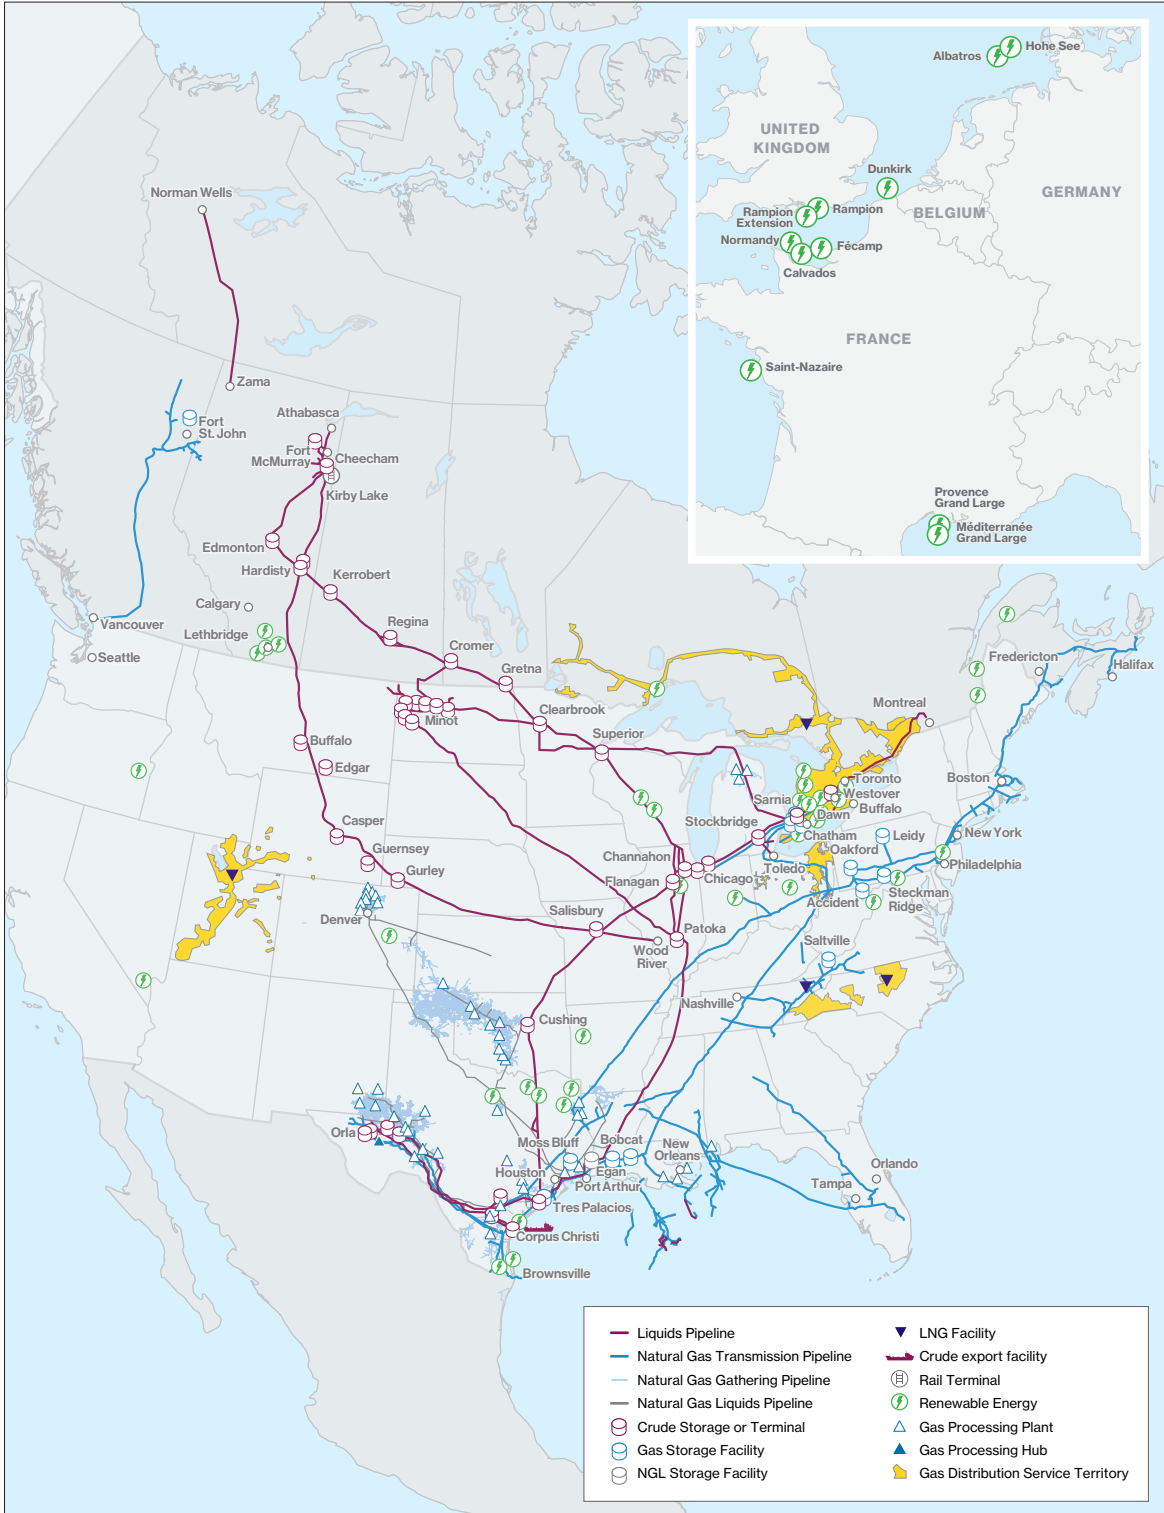 Albatros
Hohe See
UNITED
KINGDOM
Dunkirk
GERMANY
Rampion
Extension
Rampion
BELGIUM
Normandy
Fécamp
Calvados
FRANCE
Saint-Nazaire
Provence
Grand Large
Méditerranée
Grand Large
Norman Wells
Zama
Athabasca
Fort
St. John
Fort
McMurray
Cheecham
Kirby Lake
Edmonton
Hardisty
Kerrobert
Calgary
Vancouver
Lethbridge
Regina
Seattle
Cromer
Gretna
Fredericton
Halifax
Montreal
Minot
Clearbrook
Superior
Buffalo
Edgar
Toronto
Boston
Sarnia
Westover
Buffalo
Stockbridge
Dawn
Casper
Chatham
Leidy
New York
Guernsey
Channahon
Oakford
Gurley
Flanagan
Chicago
Toledo
Philadelphia
Steckman
Ridge
Accident
Denver
Salisbury
Patoka
Wood
River
Saltville
Nashville
Cushing
Orla
Moss Bluff
Bobcat
New
Orleans
Houston
Egan
Port Arthur
Orlando
Tampa
Tres Palacios
Corpus Christi
Brownsville
Liquids Pipeline
Natural Gas Transmission Pipeline
Natural Gas Gathering Pipeline
Natural Gas Liquids Pipeline
Crude Storage or Terminal
Gas Storage Facility
NGL Storage Facility
LNG Facility
Crude export facility
Rail Terminal
Renewable Energy
Gas Processing Plant
Gas Processing Hub
Gas Distribution Service Territory